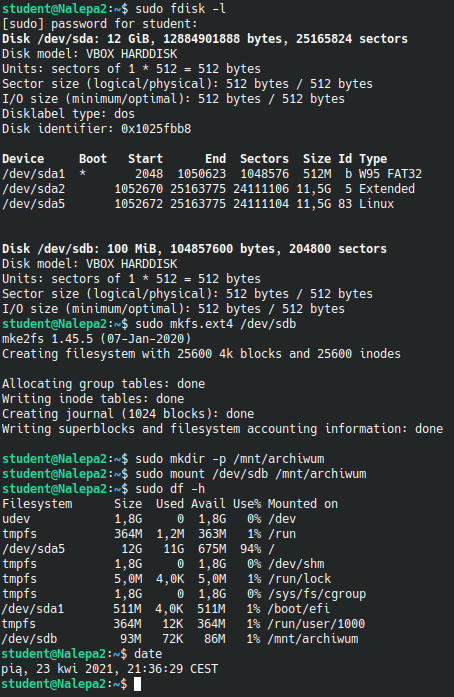 student@Nalepa2:~$ sudo fdisk -l
[sudo] password for student:
Disk /dev/sda: 12 GiB, 12884901888 bytes, 25165824 sectors
Disk model: VBOX HARDDISK
Units: sectors of 1 * 512 = 512 bytes
Sector size (logical/physical): 512 bytes / 512 bytes
I/O size (minimum/optimal): 512 bytes / 512 bytes
Disklabel type: dos
Disk identifier: 0x1025fbb8
Device     Boot   Start      End  Sectors  Size Id Type
/dev/sda1  *       2048  1050623  1048576  512M  b W95 FAT32
/dev/sda2       1052670 25163775 24111106 11,5G  5 Extended
/dev/sda5       1052672 25163775 24111104 11,5G 83 Linux
Disk /dev/sdb: 100 MiB, 104857600 bytes, 204800 sectors
Disk model: VBOX HARDDISK
Units: sectors of 1 * 512 = 512 bytes
Sector size (logical/physical): 512 bytes / 512 bytes
I/O size (minimum/optimal): 512 bytes / 512 bytes
student@Nalepa2:~$ sudo mkfs.ext4 /dev/sdb
mke2fs 1.45.5 (07-Jan-2020)
Creating filesystem with 25600 4k blocks and 25600 inodes
Allocating group tables: done
Writing inode tables: done
Creating journal (1024 blocks): done
Writing superblocks and filesystem accounting information: done
student@Nalepa2:~$ sudo mkdir -p /mnt/archiwum
student@Nalepa2:~$ sudo mount /dev/sdb /mnt/archiwum
student@Nalepa2:~$ sudo df -h
Filesystem      Size  Used Avail Use% Mounted on
udev            1,8G     0  1,8G   0% /dev
tmpfs           364M  1,2M  363M   1% /run
/dev/sda5        12G   11G  675M  94% /
tmpfs           1,8G     0  1,8G   0% /dev/shm
tmpfs           5,0M  4,0K  5,0M   1% /run/lock
tmpfs           1,8G     0  1,8G   0% /sys/fs/cgroup
/dev/sda1       511M  4,0K  511M   1% /boot/efi
tmpfs           364M   12K  364M   1% /run/user/1000
/dev/sdb         93M   72K   86M   1% /mnt/archiwum
student@Nalepa2:~$ date
pią, 23 kwi 2021, 21:36:29 CEST
student@Nalepa2:~$